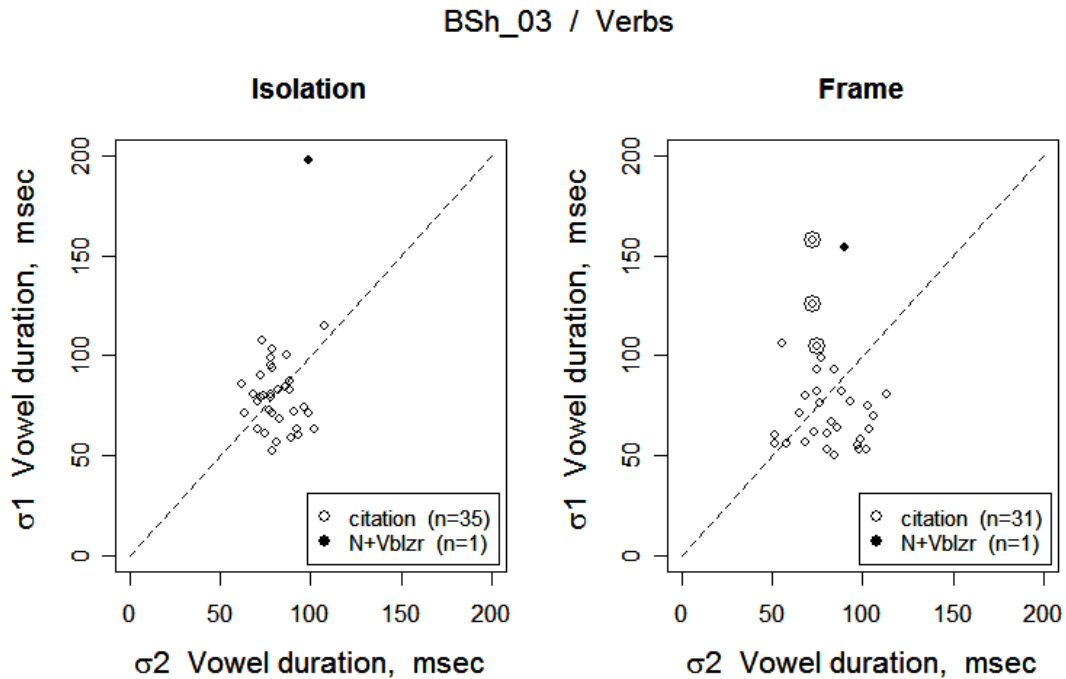 BSh_03 / Verbs
Isolation
σ1 Vowel duration, msec
200
150
100
50
0
0 50 100 150 200
σ2 Vowel duration, msec
citation (n=35)
N+Vblzr (n=1)
Frame
σ1 Vowel duration, msec
200
150
100
50
0
0 50 100 150 200
σ2 Vowel duration, msec
citation (n=31)
N+Vblzr (n=1)